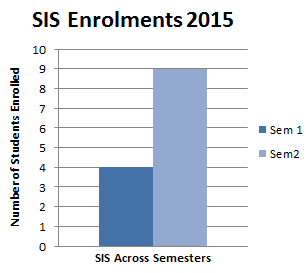 SIS Enrolments 2015
Number of Students Enrolled
10
9
8
7
6
5
4
3
2
1
0
SIS Across Semesters
Sem 1
Sem2